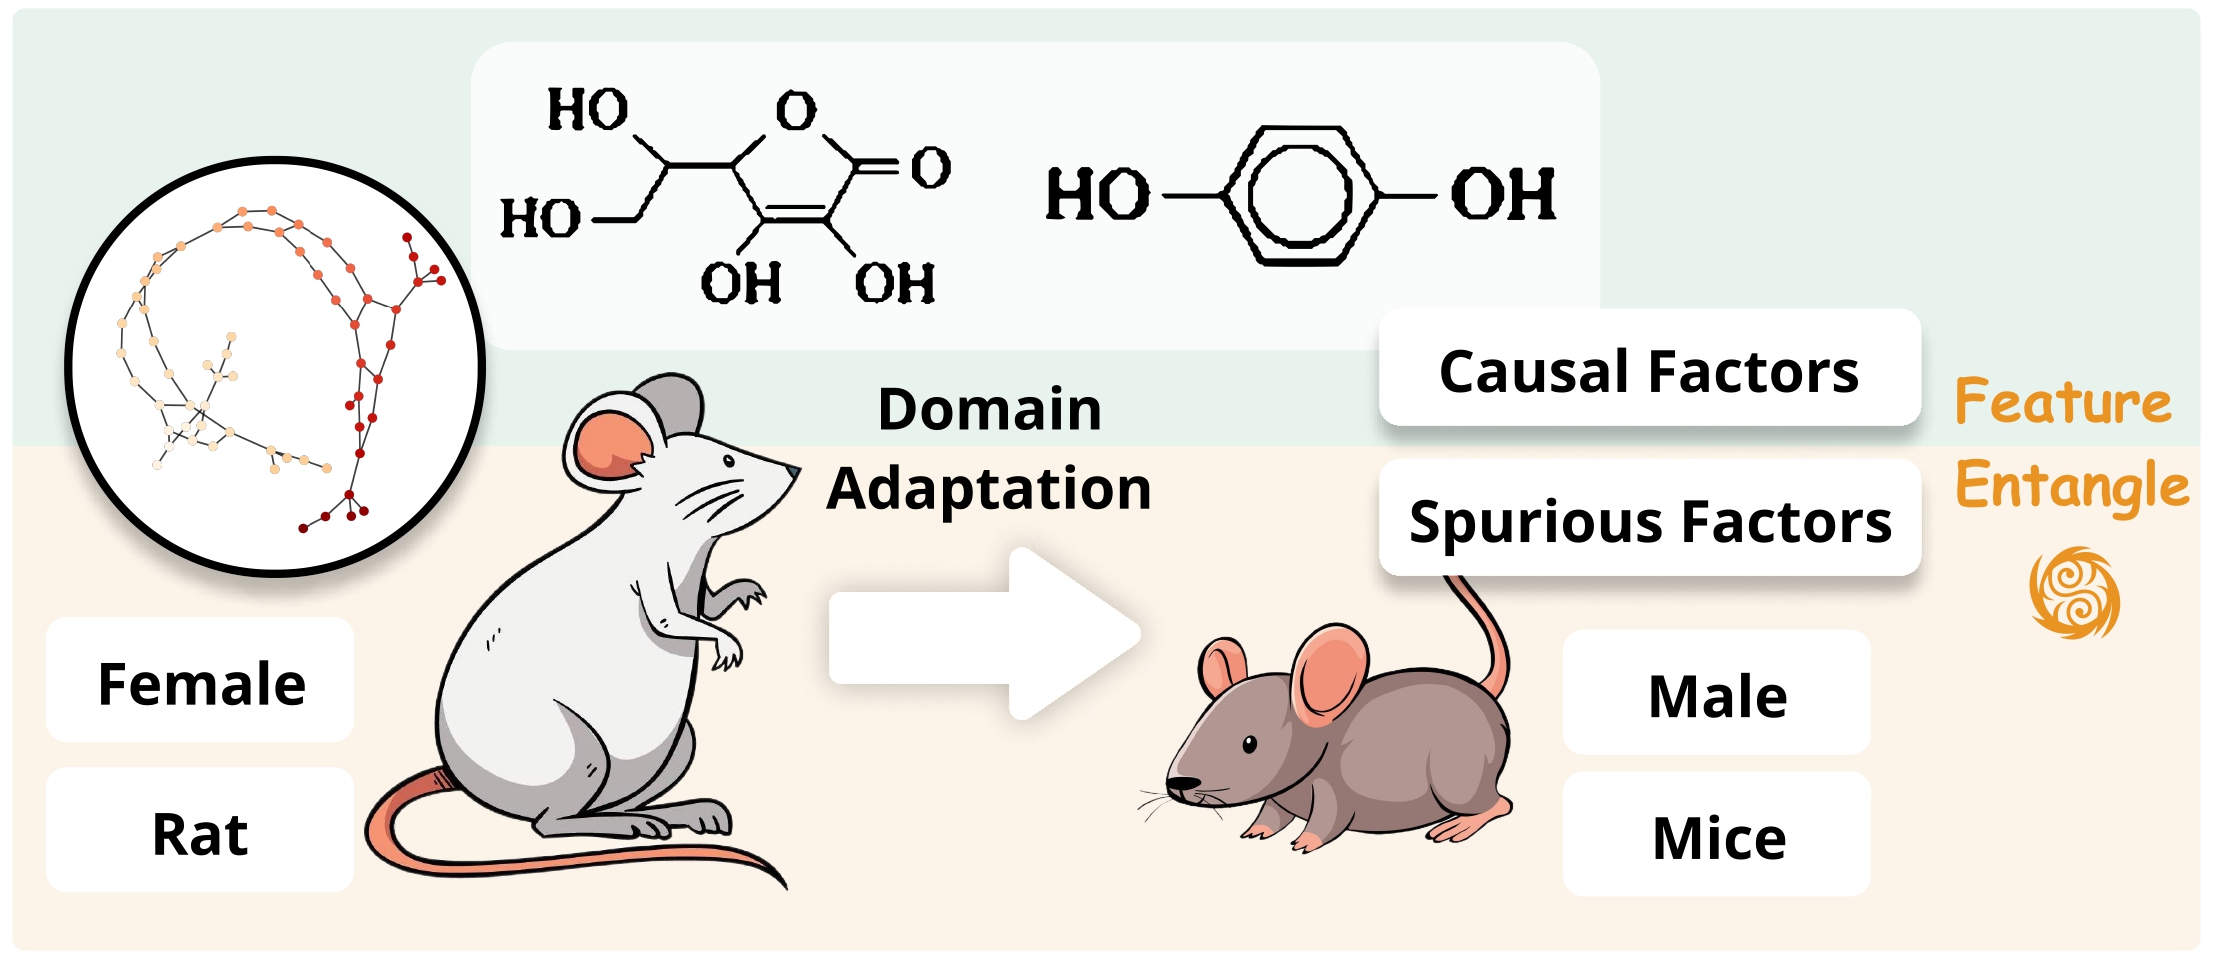 HO
O
O
HO
OH
OH
HO
OH
Domain
Adaptation
Causal Factors
Spurious Factors
Feature
Entangle
Female
Rat
Male
Mice